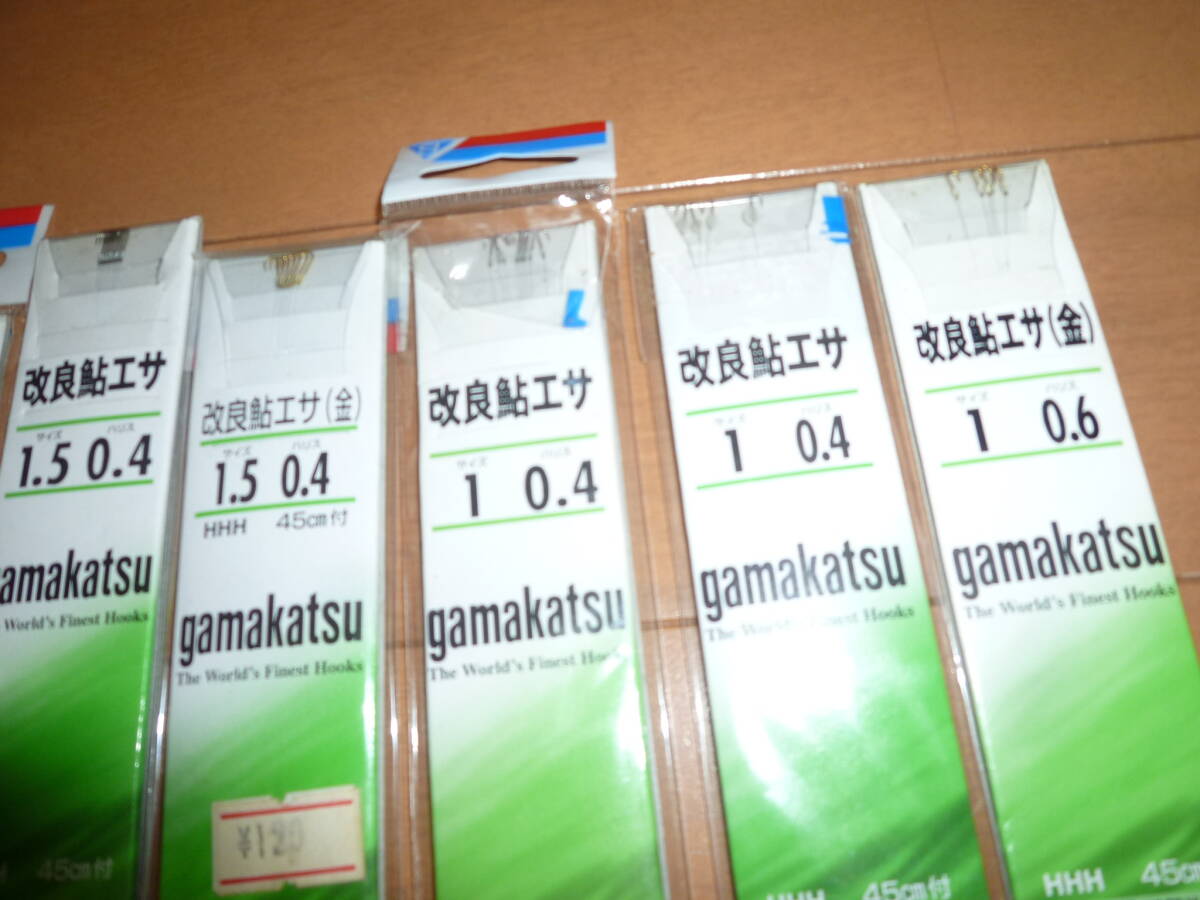 改良鮎エサ
サイズ ハリス
1.5 0.4
amakatsu
World's Finest Hooks
45cm付
改良鮎エサ(金)
サイズ ハリス
1.5 0.4
HHH 45cm付
gamakatsu
The World's Finest Hooks
¥120
改良鮎エサ
サイズ ハリス
1 0.4
gamakatsu
The World's Finest
改良鮎エサ
サイズ ハリス
1 0.4
gamakatsu
The World's Finest Hooks
HHH 45cm付
改良鮎エサ(金)
サイズ ハリス
1 0.6
gamakatsu
The World's Finest Hooks
HHH 45cm